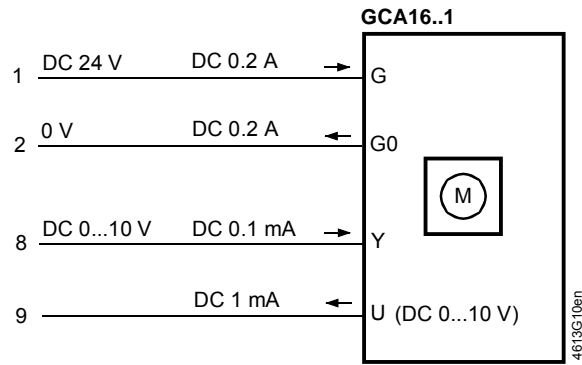 GCA16..1
1 DC 24 V DC 0.2 A G
2 0 V DC 0.2 A G0
M
8 DC 0...10 V DC 0.1 mA Y
9 DC 1 mA U (DC 0...10 V)
4613G10en